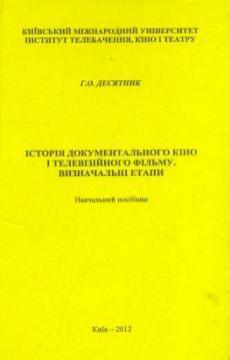 КИЇВСЬКИЙ МІЖНАРОДНИЙ УНІВЕРСИТЕТ
ІНСТИТУТ ТЕЛЕБАЧЕННЯ, КІНО І ТЕАТРУ
Г.О. ДЕСЯТНИК
ІСТОРІЯ ДОКУМЕНТАЛЬНОГО КІНО
І ТЕЛЕВІЗІЙНОГО ФІЛЬМУ.
ВИЗНАЧАЛЬНІ ЕТАПИ
Навчальний посібник
Київ – 2012